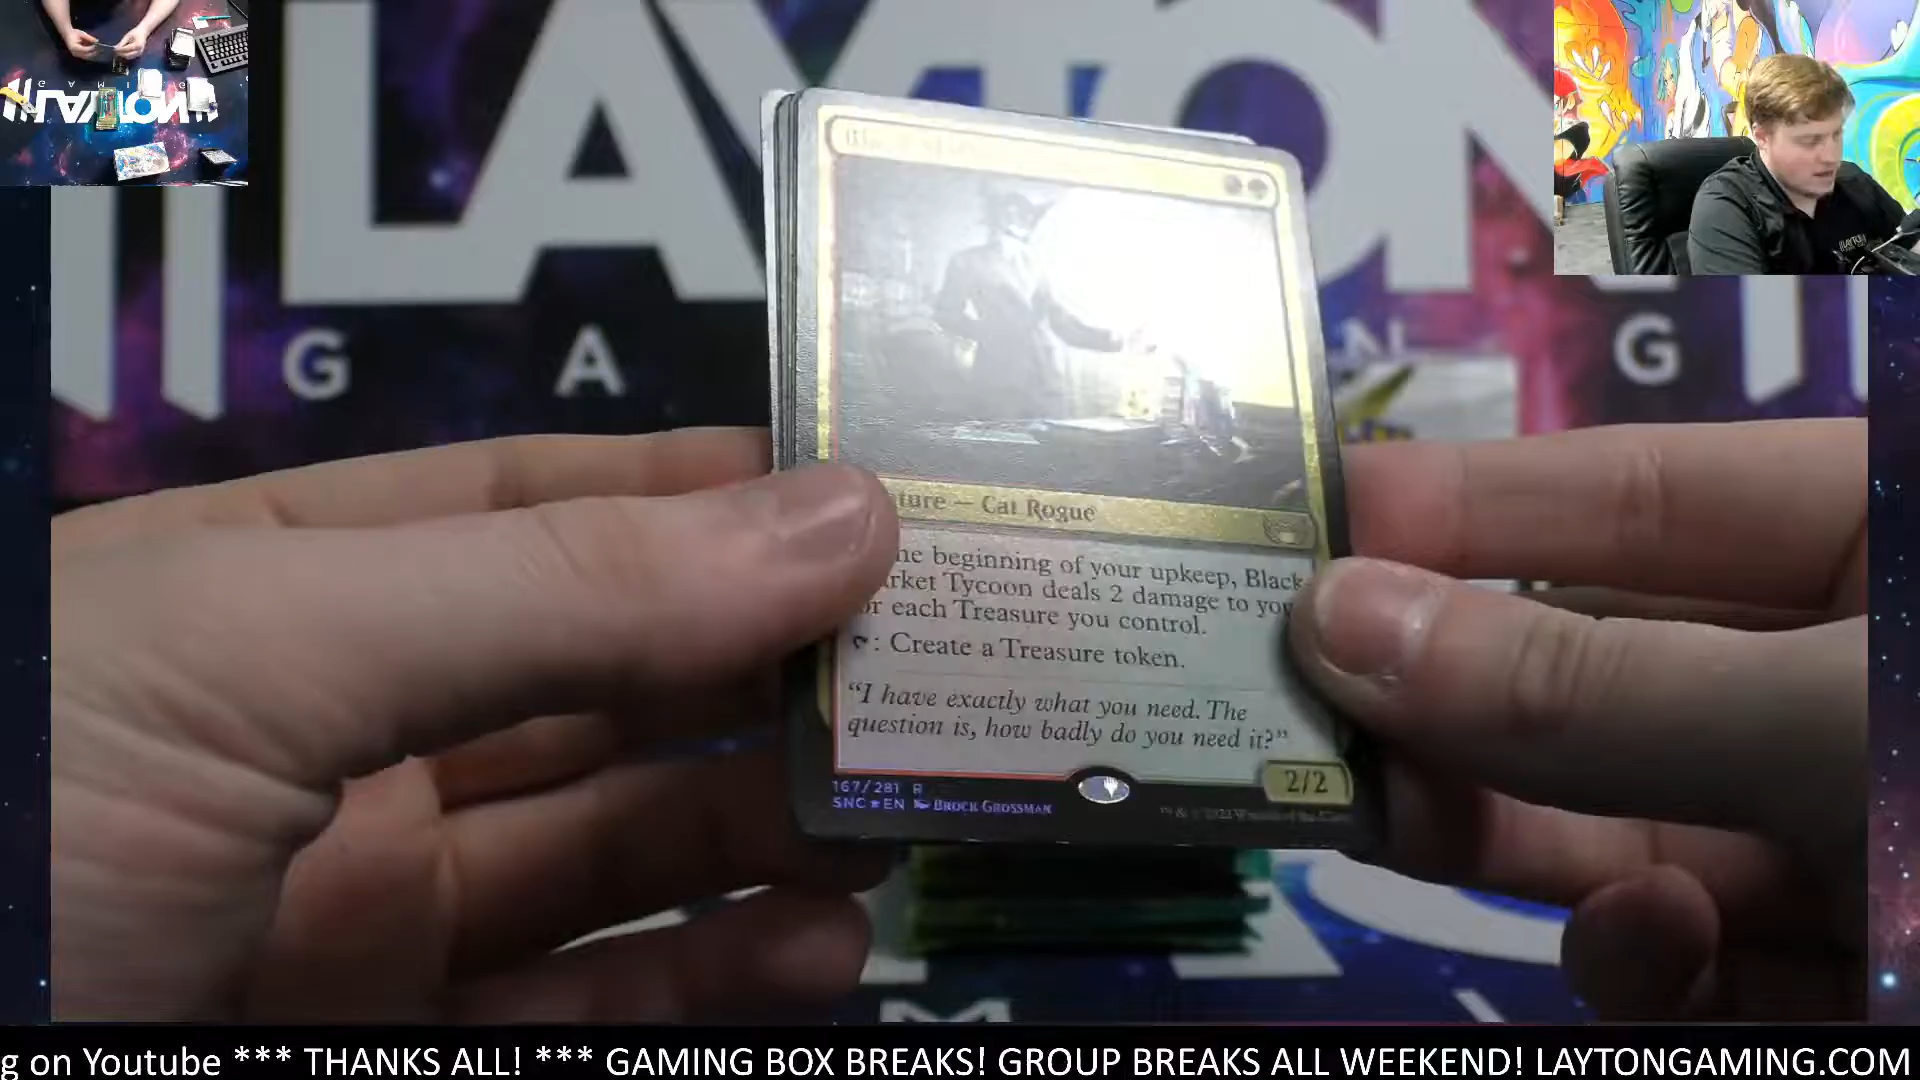 LAYTON
G A N G
ature — Cat Rogue
he beginning of your upkeep, Black
rket Tycoon deals 2 damage to you
or each Treasure you control.
: Create a Treasure token.
“I have exactly what you need. The
question is, how badly do you need it?”
2/2
167/281 R
SNC★EN Brock Grossman
g on Youtube *** THANKS ALL! *** GAMING BOX BREAKS! GROUP BREAKS ALL WEEKEND! LAYTONGAMING.COM